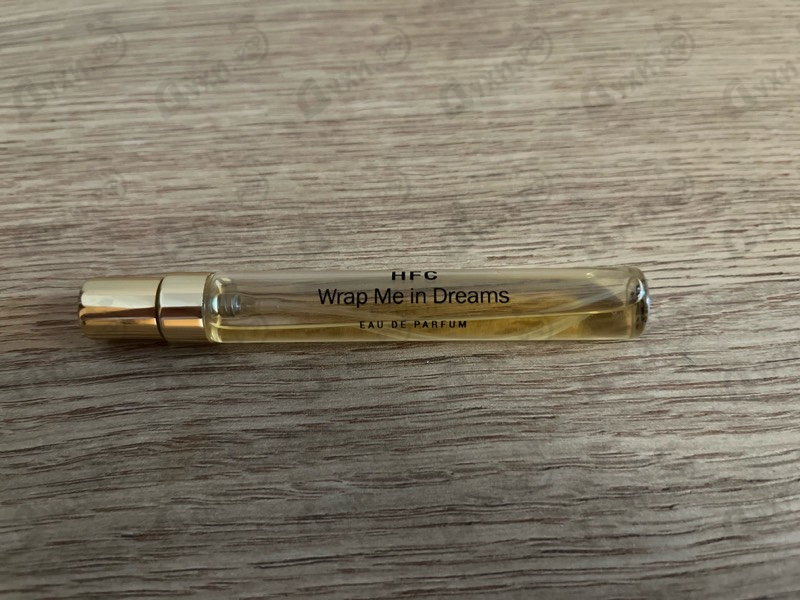 HFC
Wrap Me in Dreams
EAU DE PARFUM